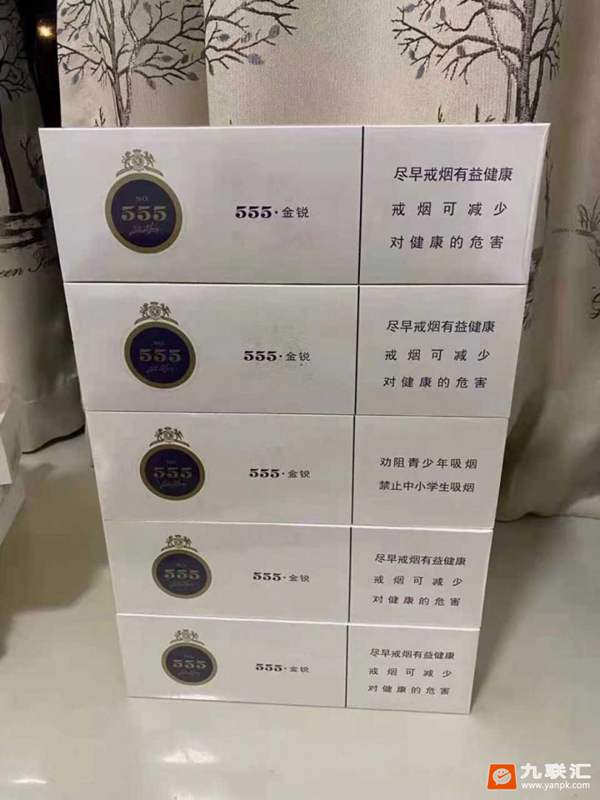 NO.
555
555·金锐
尽早戒烟有益健康
戒烟可减少
对健康的危害
NO.
555
555·金锐
尽早戒烟有益健康
戒烟可减少
对健康的危害
NO.
555
555·金锐
劝阻青少年吸烟
禁止中小学生吸烟
NO.
555
555·金锐
尽早戒烟有益健康
戒烟可减少
对健康的危害
555
555·金锐
尽早戒烟有益健康
戒烟可减少
对健康的危害
九联汇
www.yanpk.com